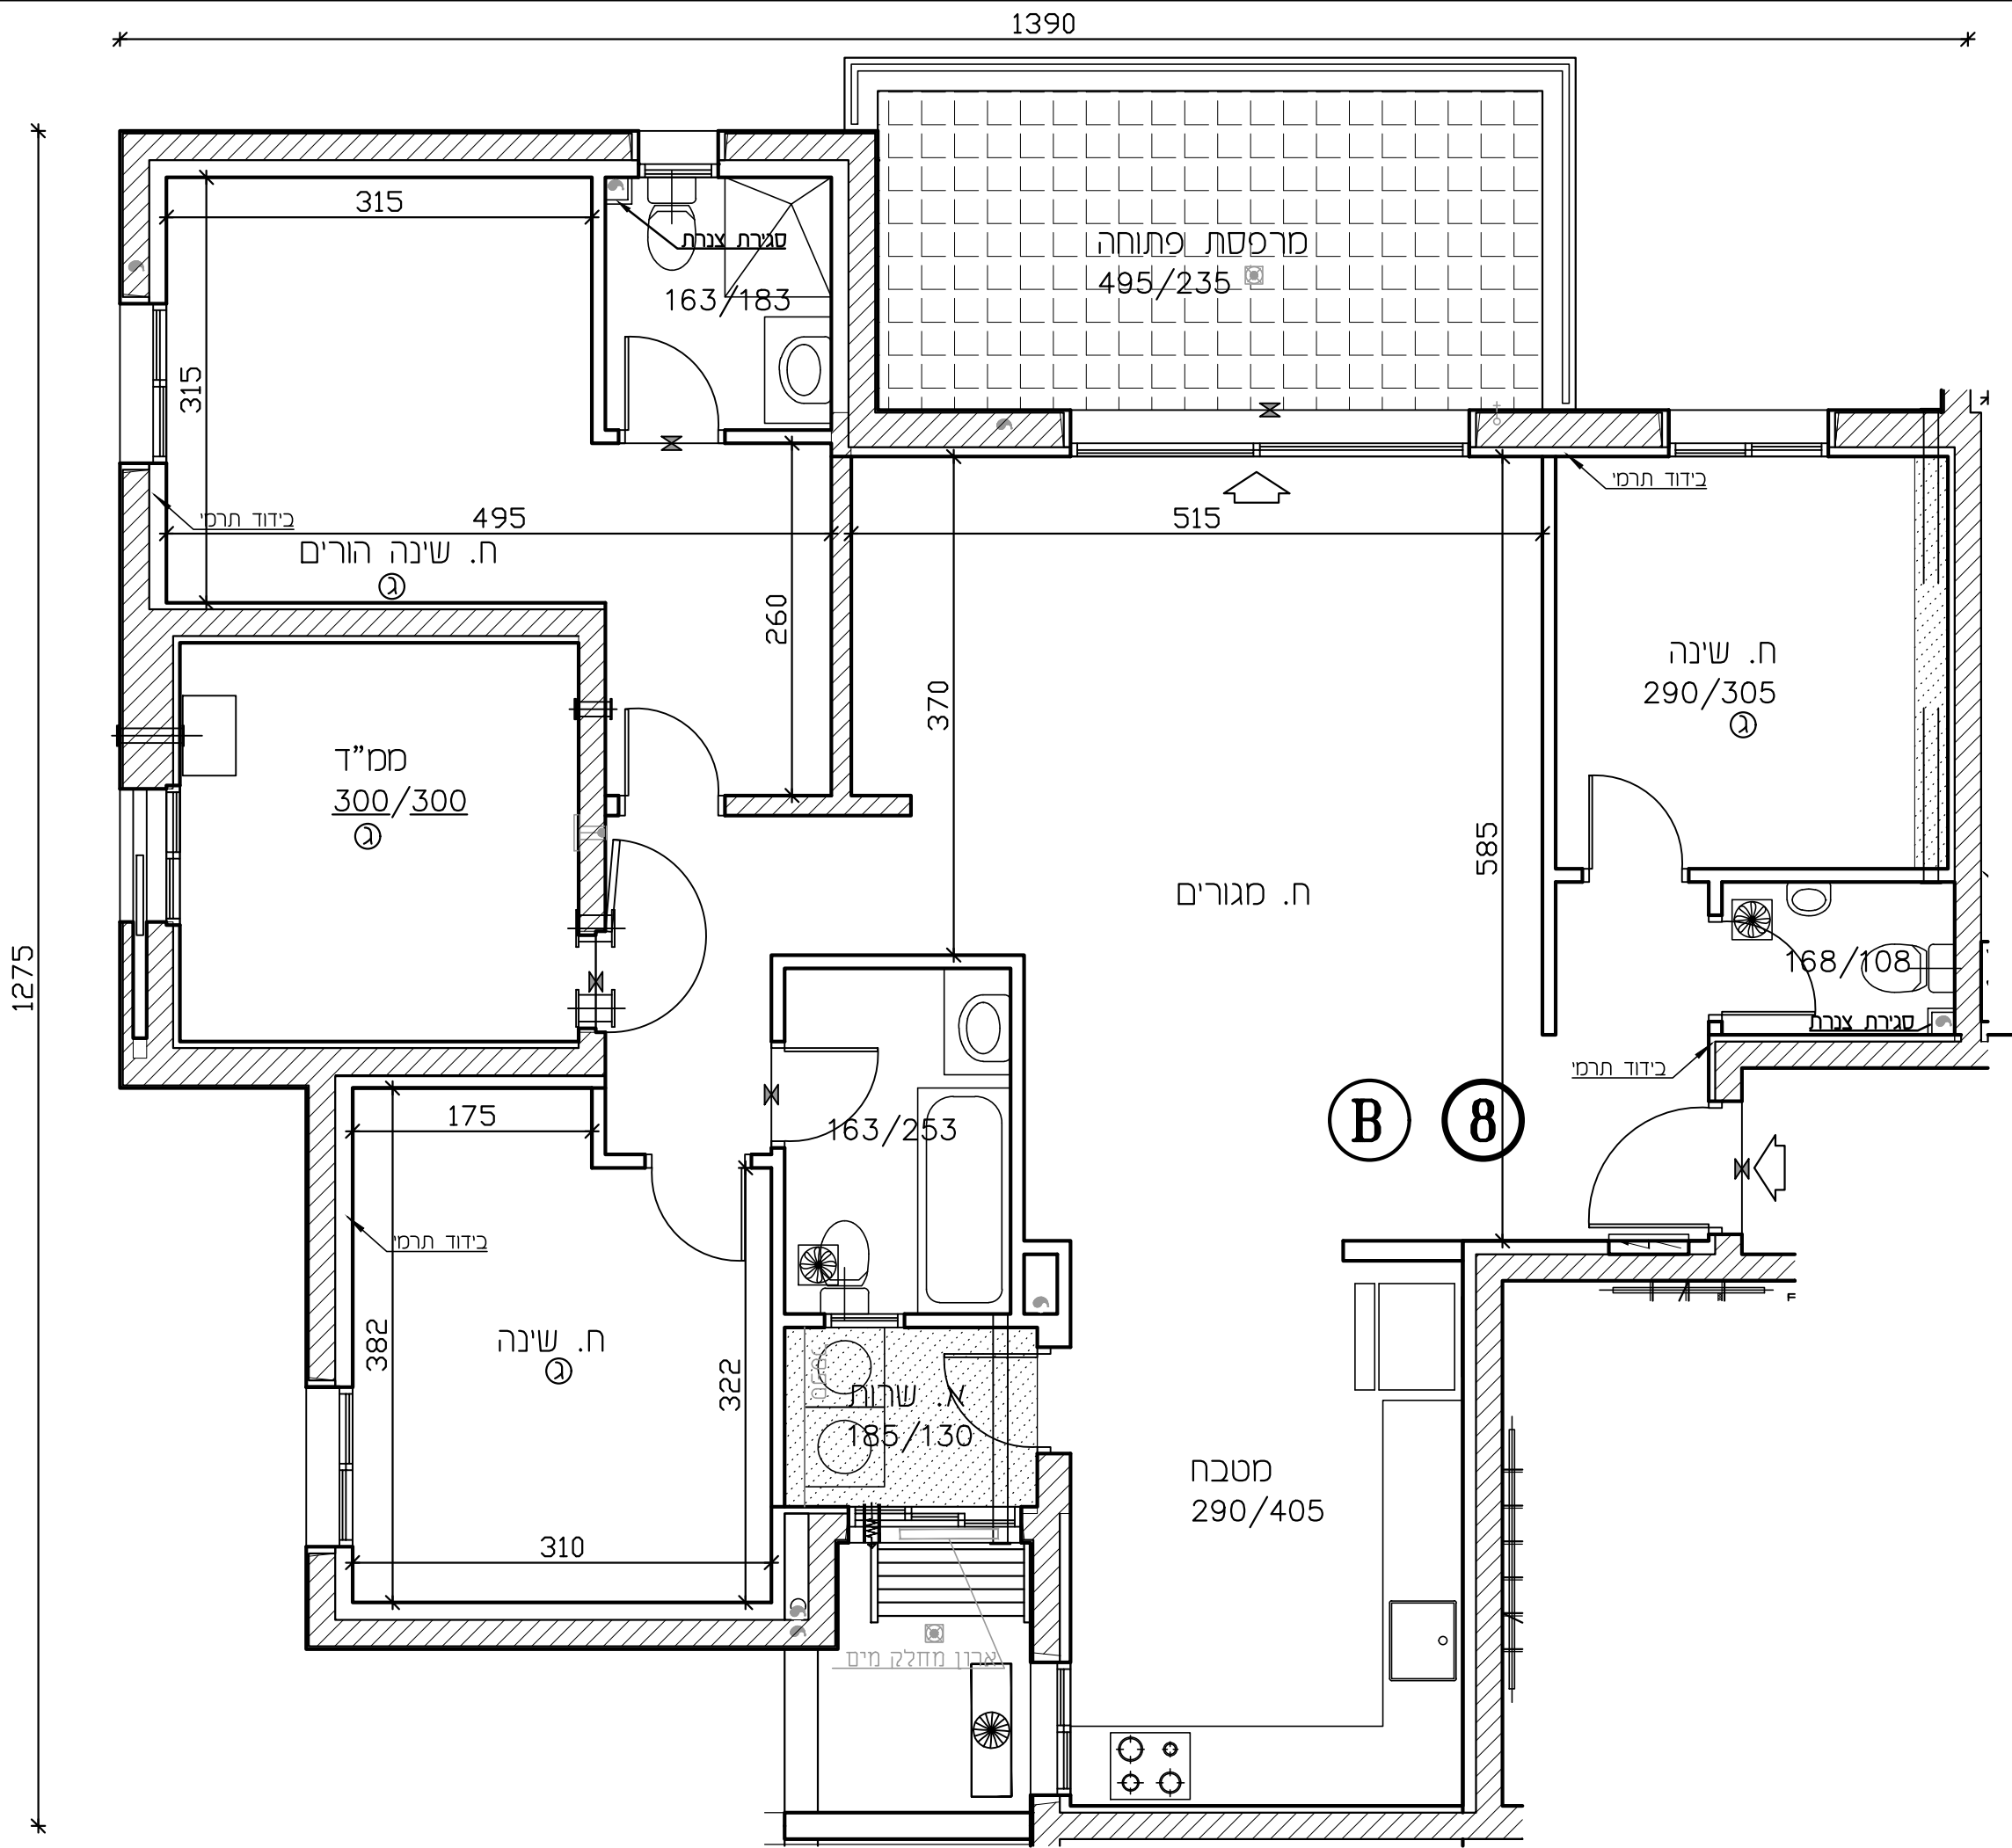 1390
315
סגירת צנרת
163/183
מרפסת פתוחה
495/235
315
בידוד תרמי
בידוד תרמי
495
515
ח. שינה הורים
ג
260
370
ח. שינה
290/305
ג
ממ"ד
300/300
ג
585
ח. מגורים
168/108
סגירת צנרת
1275
בידוד תרמי
175
163/253
B
8
בידוד תרמי
382
ח. שינה
ג
322
א. שרות
185/130
מטבח
290/405
310
ארון מחלק מים